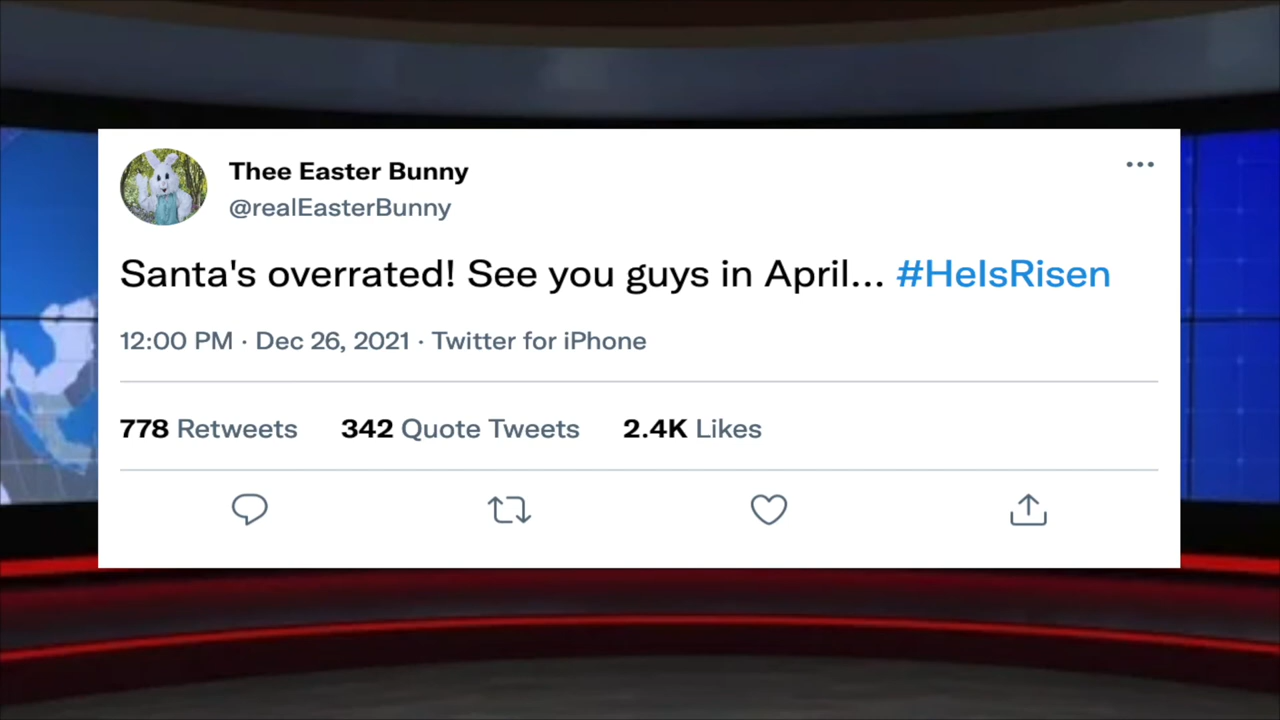 Thee Easter Bunny
@realEasterBunny
Santa's overrated! See you guys in April... #HeIsRisen
12:00 PM · Dec 26, 2021 · Twitter for iPhone
778 Retweets 342 Quote Tweets 2.4K Likes